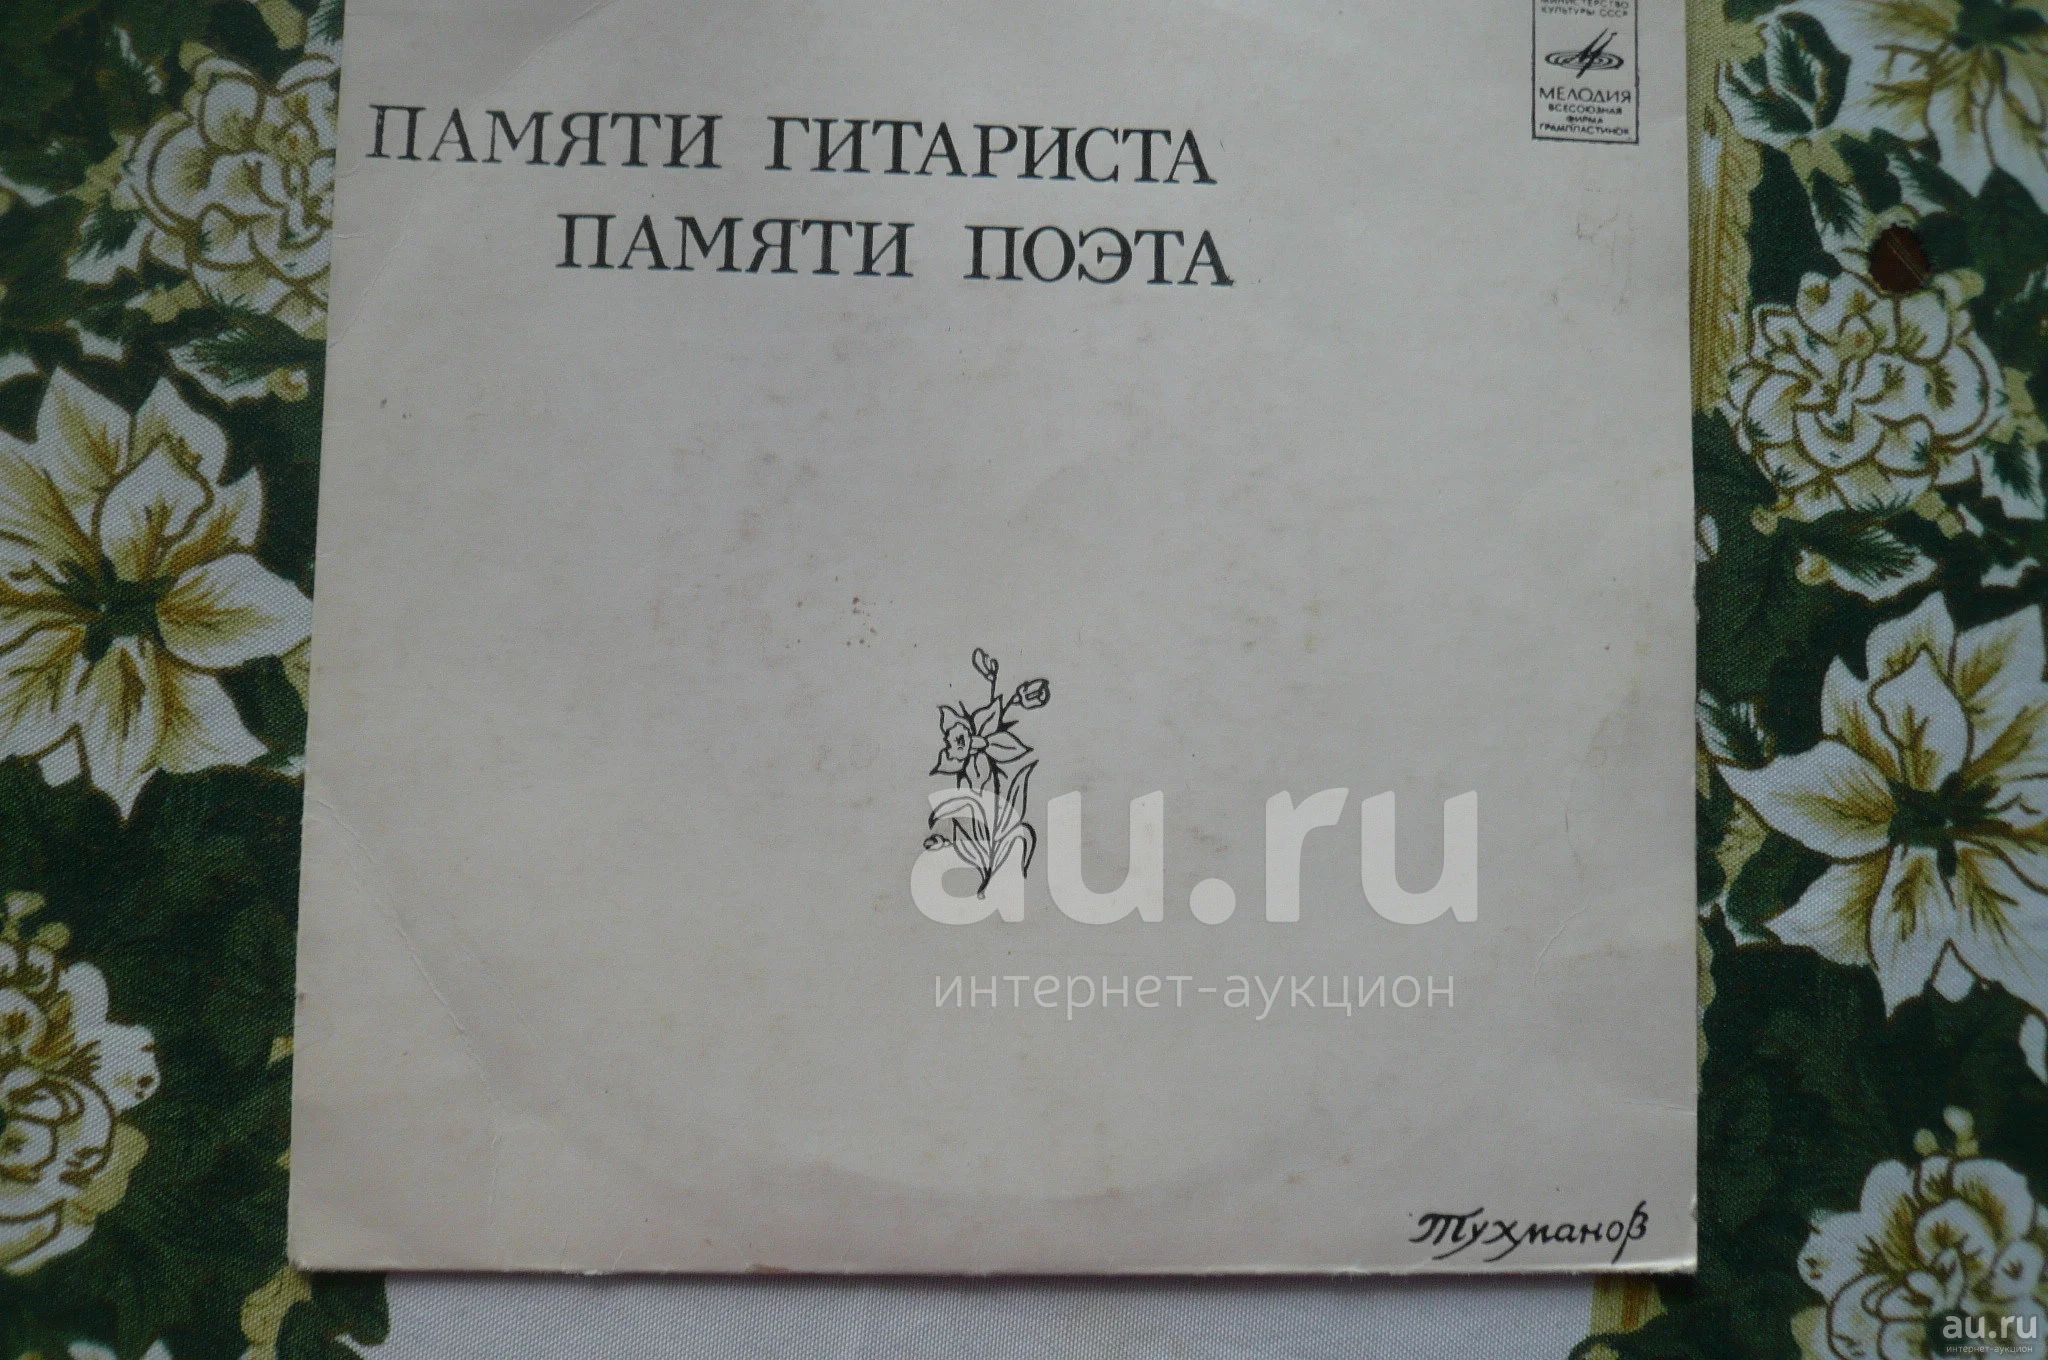 МИНИСТЕРСТВО
КУЛЬТУРЫ СССР
МЕЛОДИЯ
ВСЕСОЮЗНАЯ
ФИРМА
ГРАМПЛАСТИНОК
ПАМЯТИ ГИТАРИСТА
ПАМЯТИ ПОЭТА
au.ru
интернет-аукцион
Тухманов
au.ru
интернет-аукцион